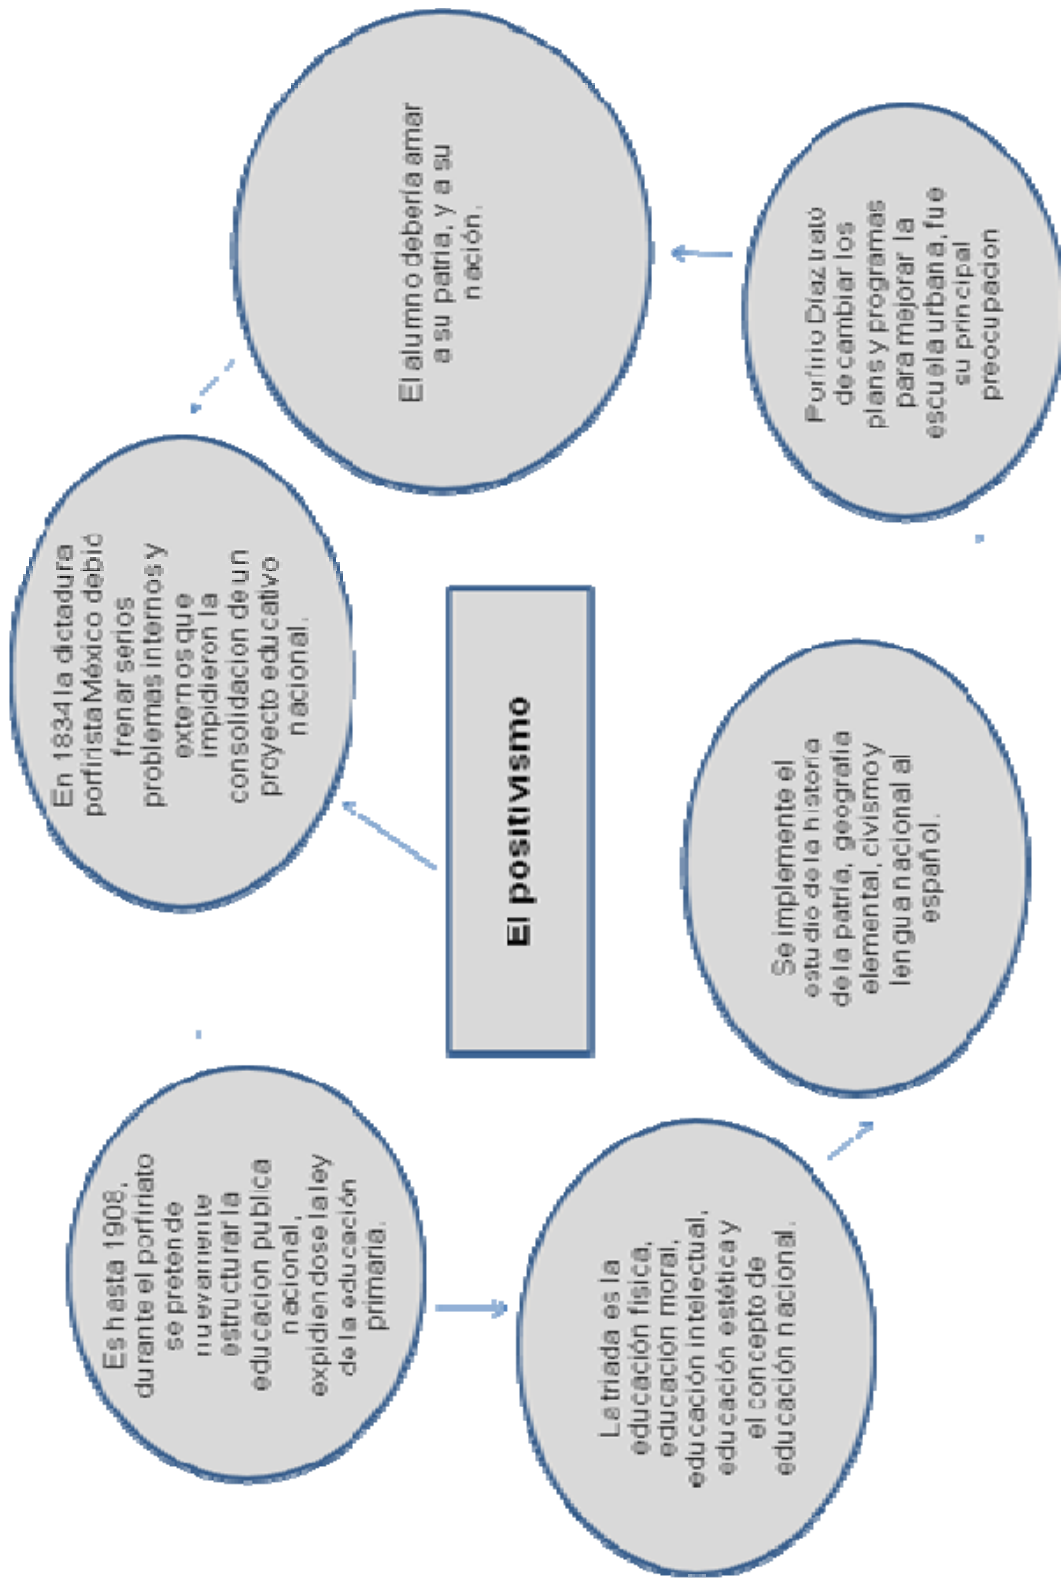 El positivismo
En 1834 la dictadura
porfirista México debió
frenar serios
problemas internos y
externos que
impidieron la
consolidacion de un
proyecto educativo
nacional.
El alumno debería amar
a su patria, y a su
nación.
Porfirio Díaz trató
de cambiar los
plans y programas
para mejorar la
escuela urbana, fue
su principal
preocupacion
Se implemente el
estudio de la historia
de la patria, geografía
elemental, civismo y
lengua nacional al
español.
La triada es la
educación física,
educación moral,
educación intelectual,
educación estética y
el concepto de
educación nacional.
Es hasta 1908,
durante el porfiriato
se pretende
nuevamente
estructurar la
educacion publica
nacional,
expidiendose la ley
de la educación
primaria.